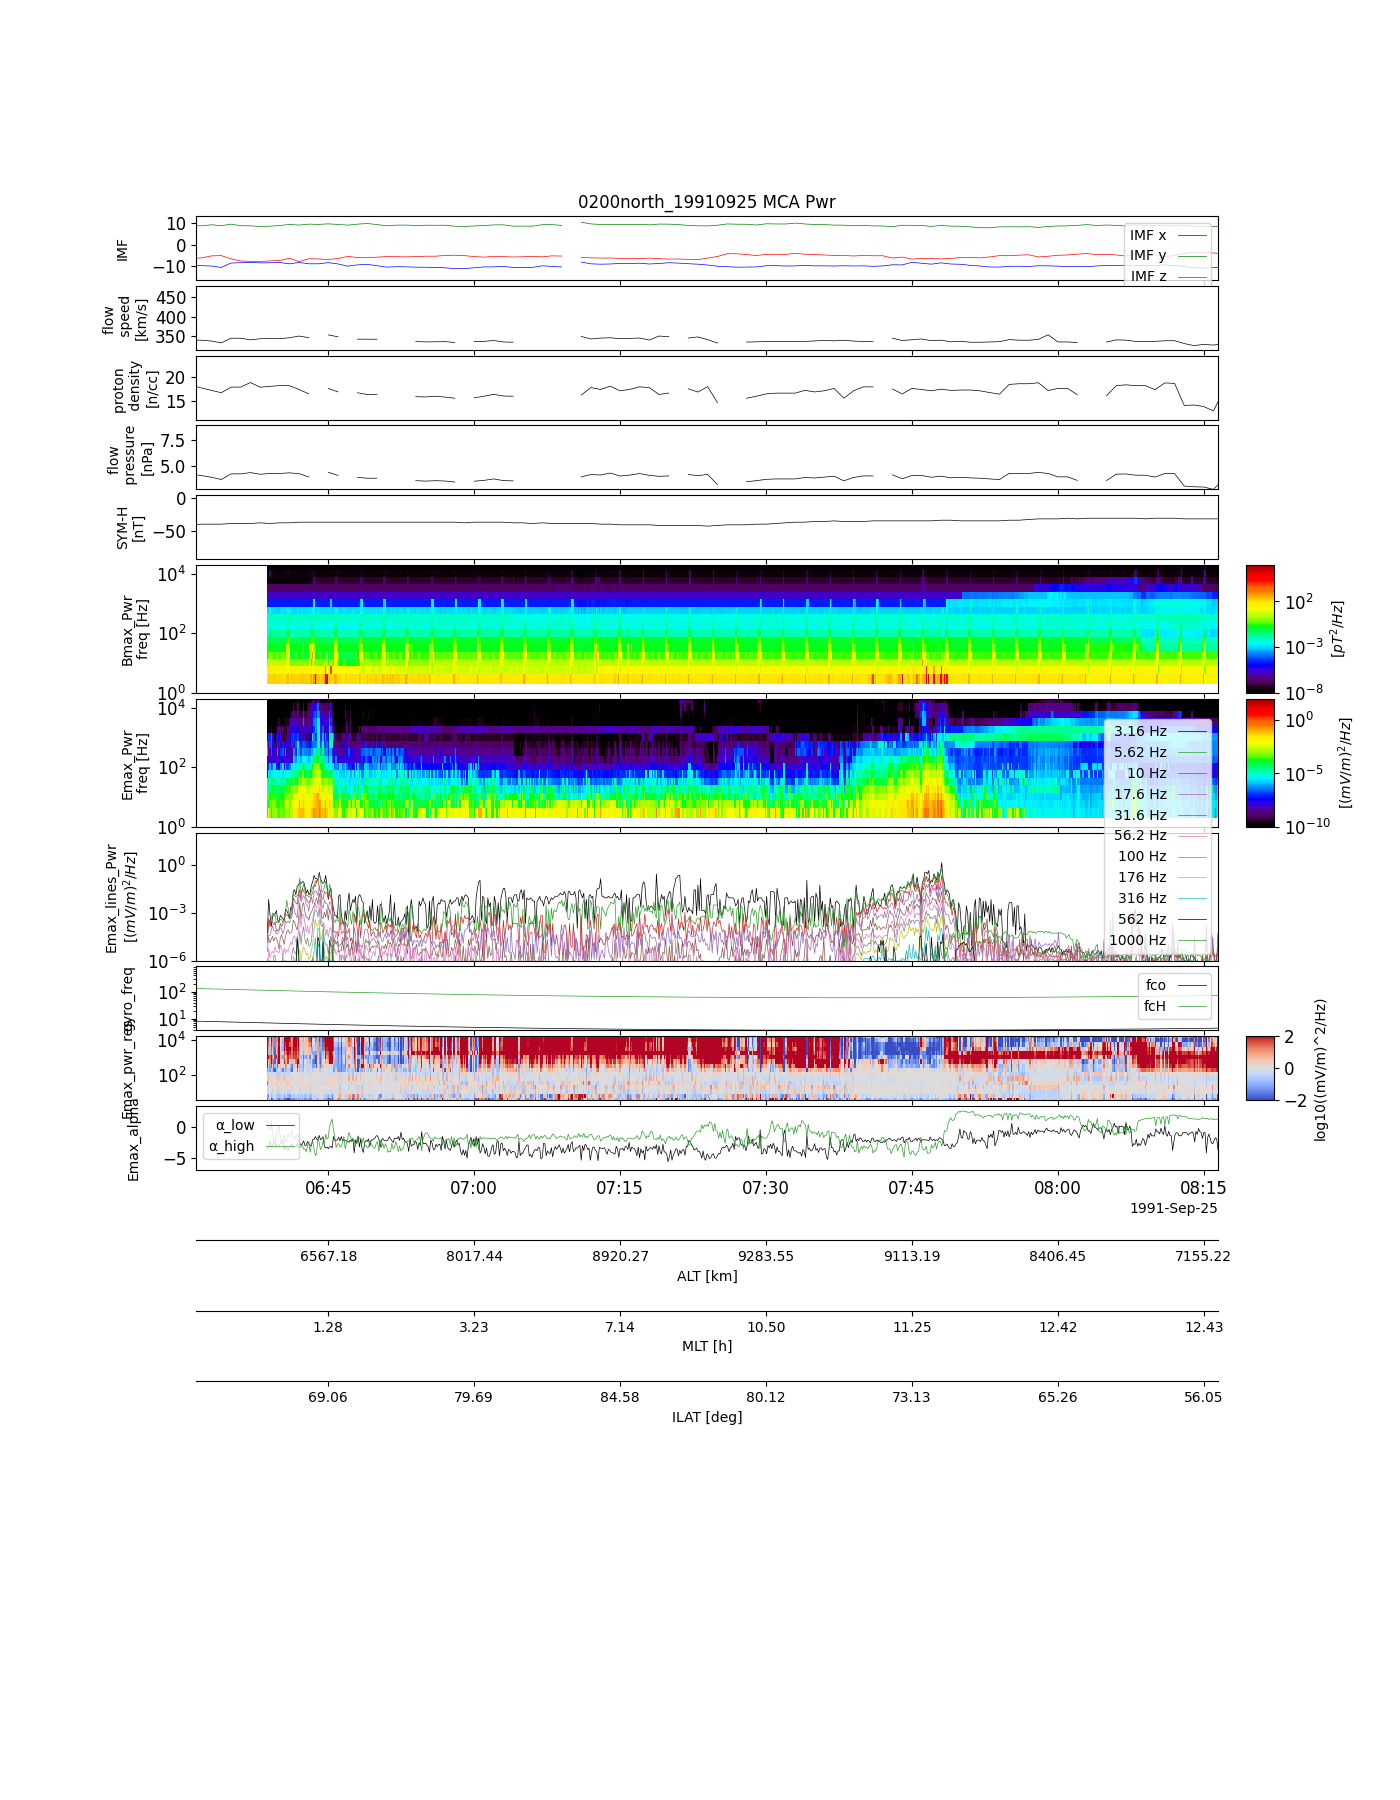 0200north_19910925 MCA Pwr
10
0
−10
IMF
IMF x
IMF y
IMF z
450
400
350
flow
speed
[km/s]
20
15
proton
density
[n/cc]
7.5
5.0
flow
pressure
[nPa]
0
−50
SYM-H
[nT]
10^4
10^2
10^0
Bmax_Pwr
freq [Hz]
10^2
10^−3
10^−8
[pT^2/Hz]
10^4
10^2
10^0
Emax_Pwr
freq [Hz]
10^0
10^−5
10^−10
[(mV/m)^2/Hz]
3.16 Hz
5.62 Hz
10 Hz
17.6 Hz
31.6 Hz
56.2 Hz
100 Hz
176 Hz
316 Hz
562 Hz
1000 Hz
10^0
10^−3
10^−6
Emax_lines_Pwr
[(mV/m)^2/Hz]
10^2
10^1
fco
fcH
10^4
10^2
2
0
−2
log10((mV/m)^2/Hz)
0
−5
Emax_alpha
α_low
α_high
06:45 07:00 07:15 07:30 07:45 08:00 08:15
1991-Sep-25
6567.18 8017.44 8920.27 9283.55 9113.19 8406.45 7155.22
ALT [km]
1.28 3.23 7.14 10.50 11.25 12.42 12.43
MLT [h]
69.06 79.69 84.58 80.12 73.13 65.26 56.05
ILAT [deg]